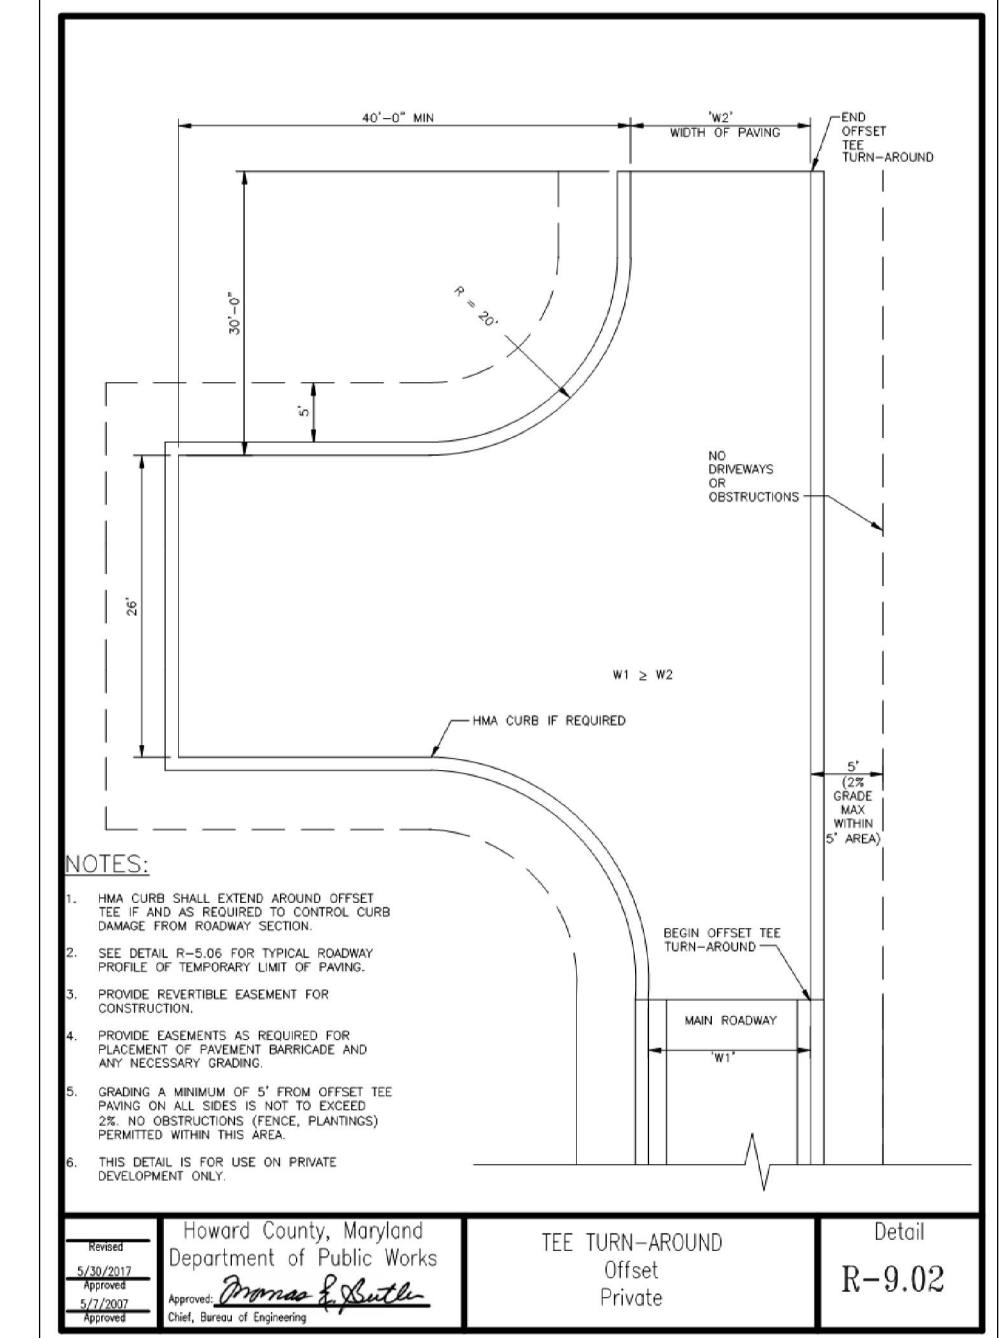 40'-0" MIN
'W2'
WIDTH OF PAVING
END
OFFSET
TEE
TURN-AROUND
30'-0"
R = 20'
5'
NO
DRIVEWAYS
OR
OBSTRUCTIONS
26'
W1 ≥ W2
HMA CURB IF REQUIRED
5'
(2%
GRADE
MAX
WITHIN
5' AREA)
BEGIN OFFSET TEE
TURN-AROUND
MAIN ROADWAY
'W1'
NOTES:
1. HMA CURB SHALL EXTEND AROUND OFFSET
TEE IF AND AS REQUIRED TO CONTROL CURB
DAMAGE FROM ROADWAY SECTION.
2. SEE DETAIL R-5.06 FOR TYPICAL ROADWAY
PROFILE OF TEMPORARY LIMIT OF PAVING.
3. PROVIDE REVERTIBLE EASEMENT FOR
CONSTRUCTION.
4. PROVIDE EASEMENTS AS REQUIRED FOR
PLACEMENT OF PAVEMENT BARRICADE AND
ANY NECESSARY GRADING.
5. GRADING A MINIMUM OF 5' FROM OFFSET TEE
PAVING ON ALL SIDES IS NOT TO EXCEED
2%. NO OBSTRUCTIONS (FENCE, PLANTINGS)
PERMITTED WITHIN THIS AREA.
6. THIS DETAIL IS FOR USE ON PRIVATE
DEVELOPMENT ONLY.
Revised
5/30/2017
Approved
5/7/2007
Approved
Howard County, Maryland
Department of Public Works
Approved: Thomas E. Butler
Chief, Bureau of Engineering
TEE TURN-AROUND
Offset
Private
Detail
R-9.02